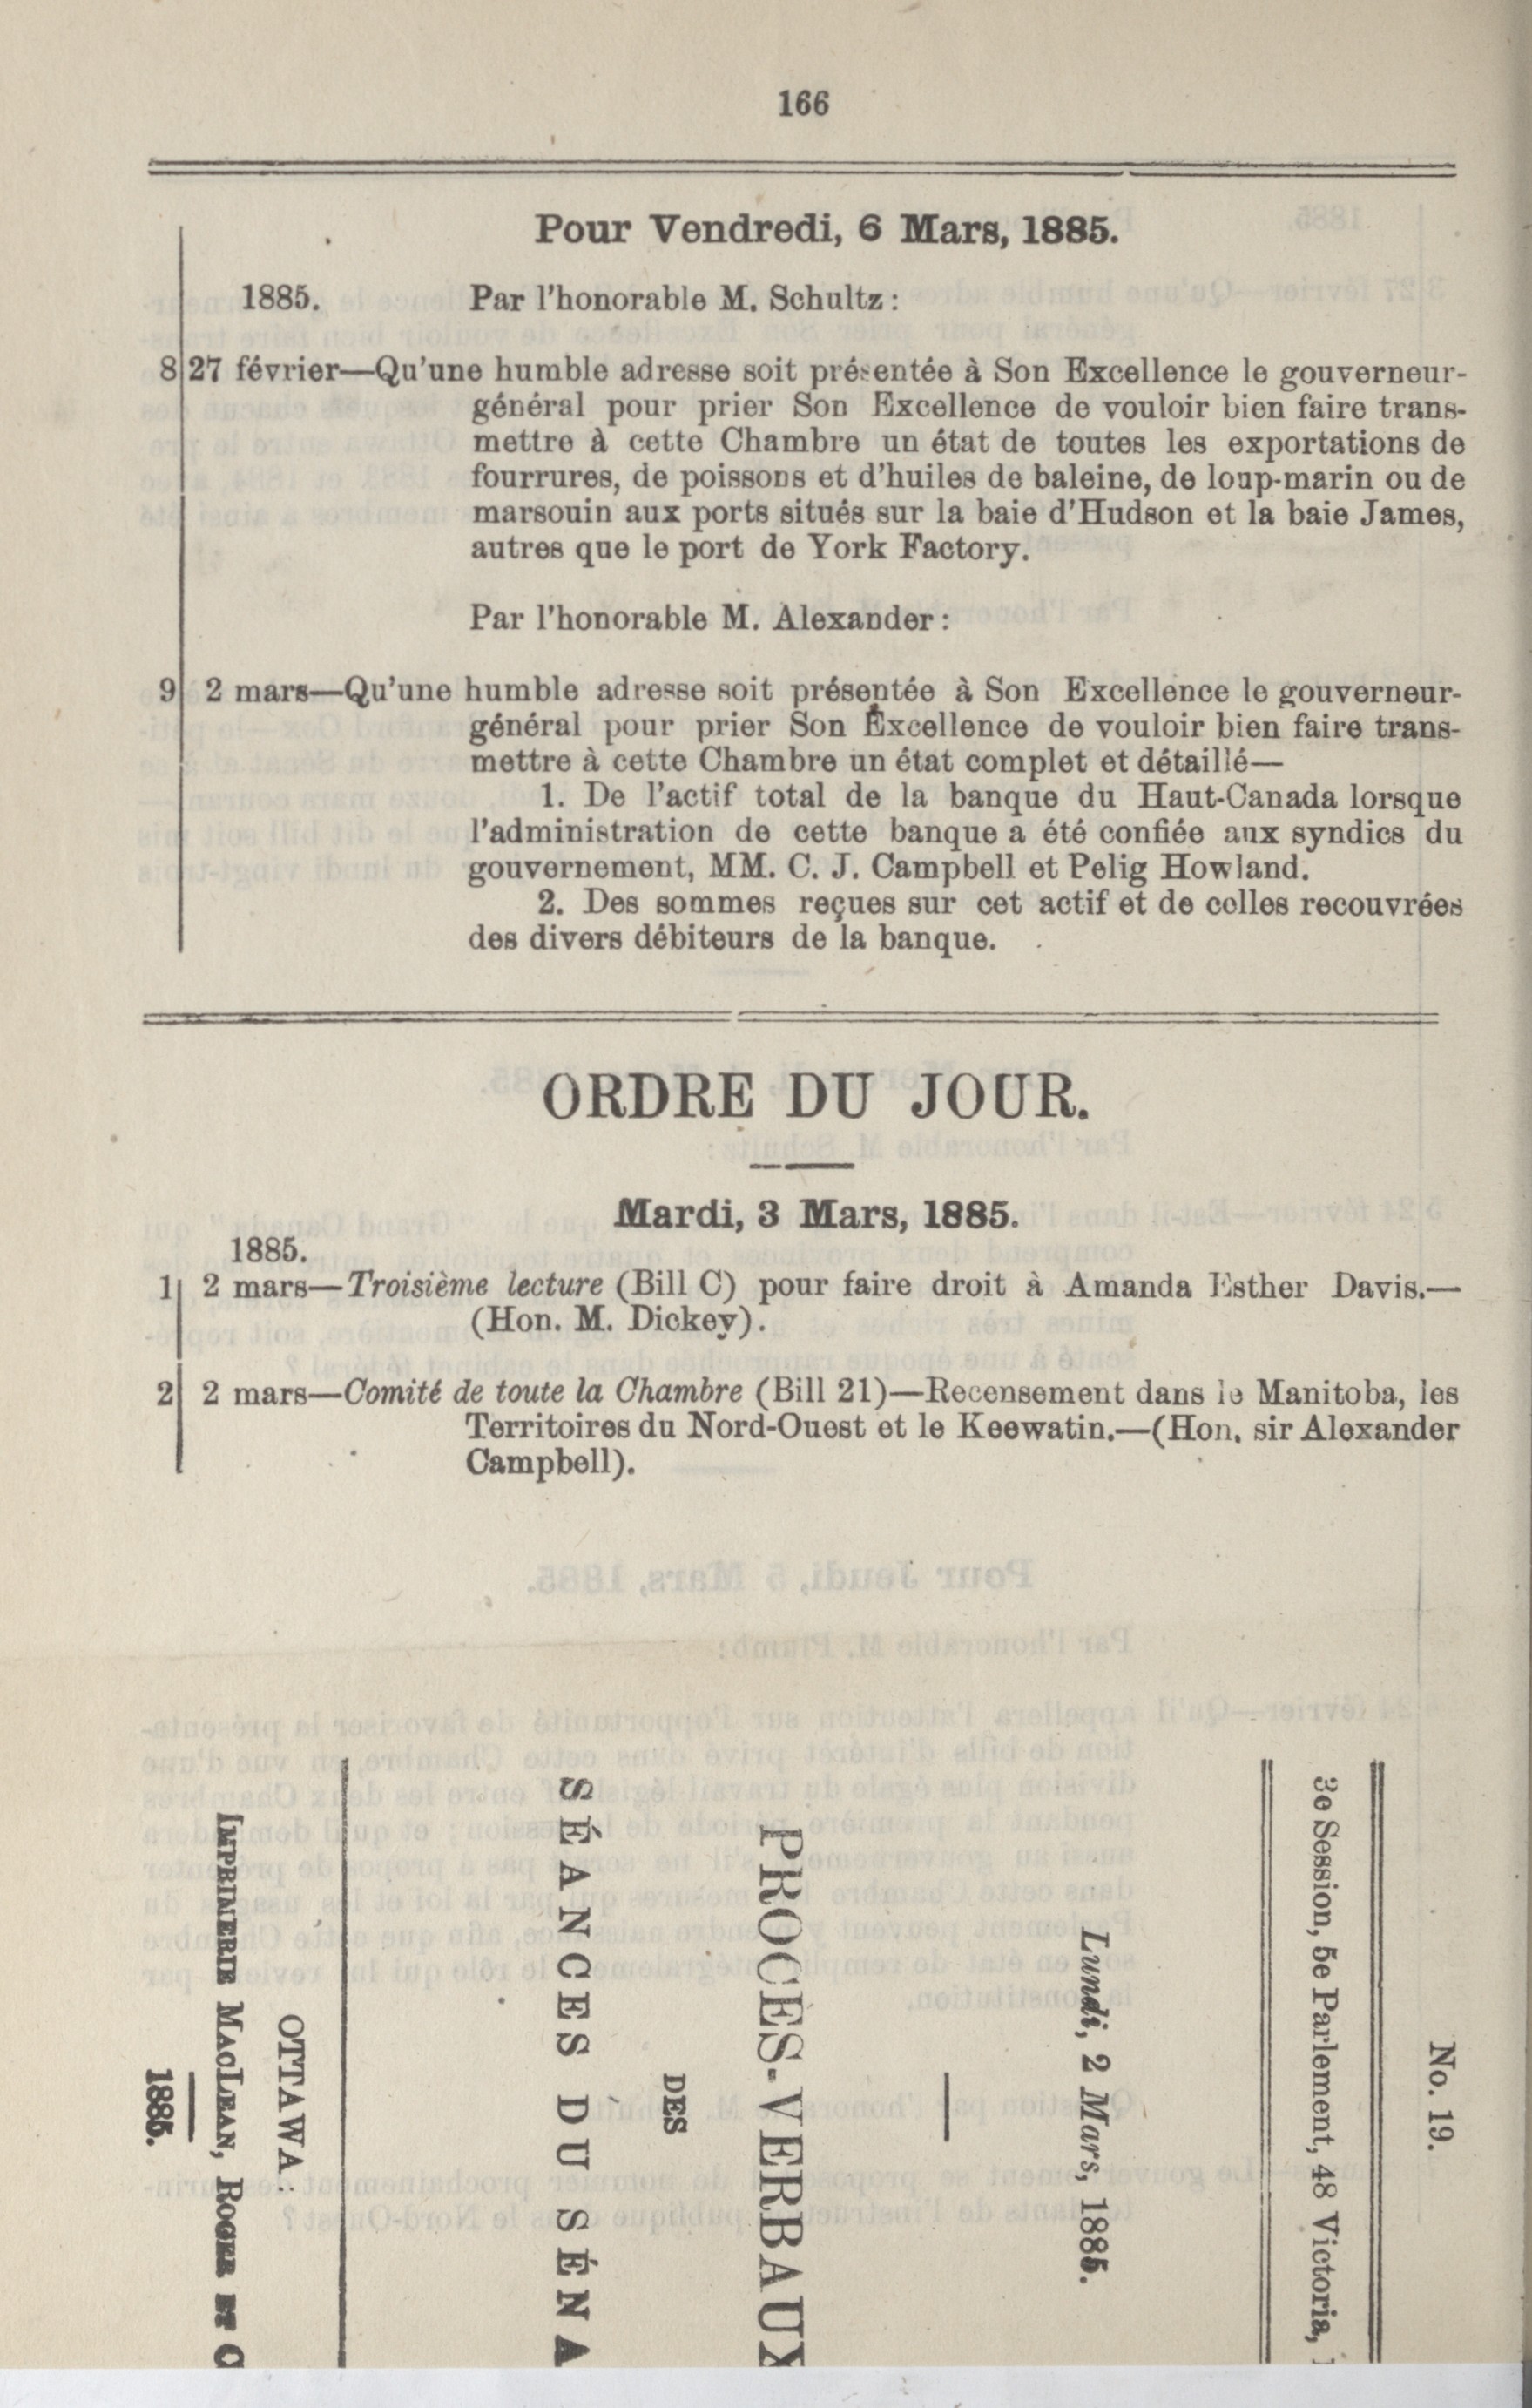 166
Pour Vendredi, 6 Mars, 1885.
1885. Par l'honorable M. Schultz :
8 27 février—Qu'une humble adresse soit présentée à Son Excellence le gouverneur-
général pour prier Son Excellence de vouloir bien faire trans-
mettre à cette Chambre un état de toutes les exportations de
fourrures, de poissons et d'huiles de baleine, de loup-marin ou de
marsouin aux ports situés sur la baie d'Hudson et la baie James,
autres que le port de York Factory.
Par l'honorable M. Alexander :
9 2 mars—Qu'une humble adresse soit présentée à Son Excellence le gouverneur-
général pour prier Son Excellence de vouloir bien faire trans-
mettre à cette Chambre un état complet et détaillé—
1. De l'actif total de la banque du Haut-Canada lorsque
l'administration de cette banque a été confiée aux syndics du
gouvernement, MM. C. J. Campbell et Pelig Howland.
2. Des sommes reçues sur cet actif et de celles recouvrées
des divers débiteurs de la banque.
ORDRE DU JOUR.
Mardi, 3 Mars, 1885.
1885.
1 2 mars—Troisième lecture (Bill C) pour faire droit à Amanda Esther Davis.—
(Hon. M. Dickey).
2 2 mars—Comité de toute la Chambre (Bill 21)—Recensement dans le Manitoba, les
Territoires du Nord-Ouest et le Keewatin.—(Hon. sir Alexander
Campbell).
No. 19.
3e Session, 5e Parlement, 48 Victoria,
Lundi, 2 Mars, 1885.
PROCES-VERBAUX
DES
SÉANCES DU SÉNA
OTTAWA :
IMPRIMERIE MACLEAN, ROGER ET C
1885.